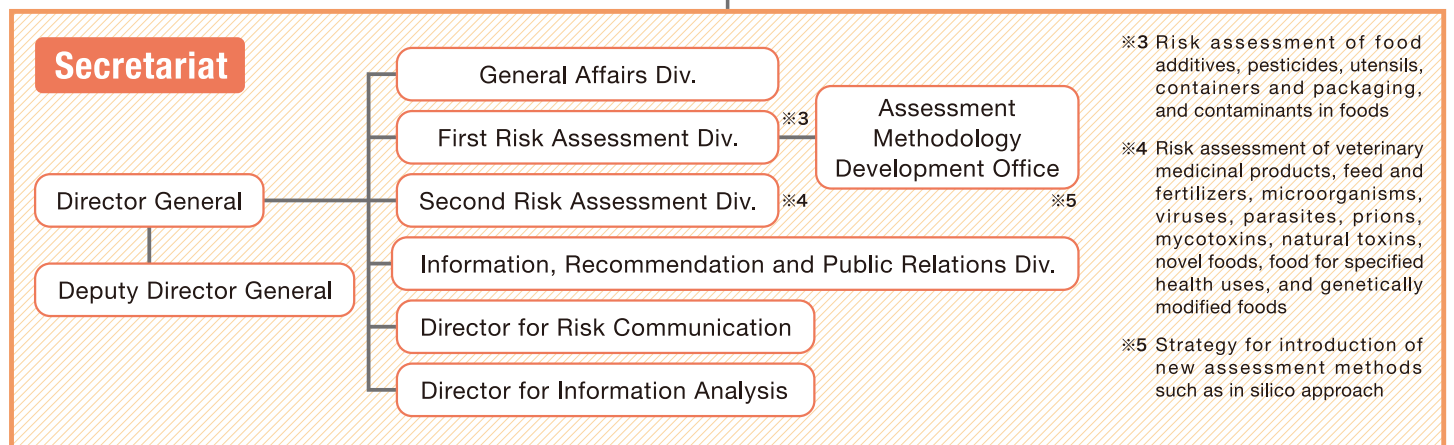 Secretariat
Director General
Deputy Director General
General Affairs Div.
First Risk Assessment Div.
※3
Assessment
Methodology
Development Office
※5
Second Risk Assessment Div.
※4
Information, Recommendation and Public Relations Div.
Director for Risk Communication
Director for Information Analysis
※3 Risk assessment of food
additives, pesticides, utensils,
containers and packaging,
and contaminants in foods
※4 Risk assessment of veterinary
medicinal products, feed and
fertilizers, microorganisms,
viruses, parasites, prions,
mycotoxins, natural toxins,
novel foods, food for specified
health uses, and genetically
modified foods
※5 Strategy for introduction of
new assessment methods
such as in silico approach